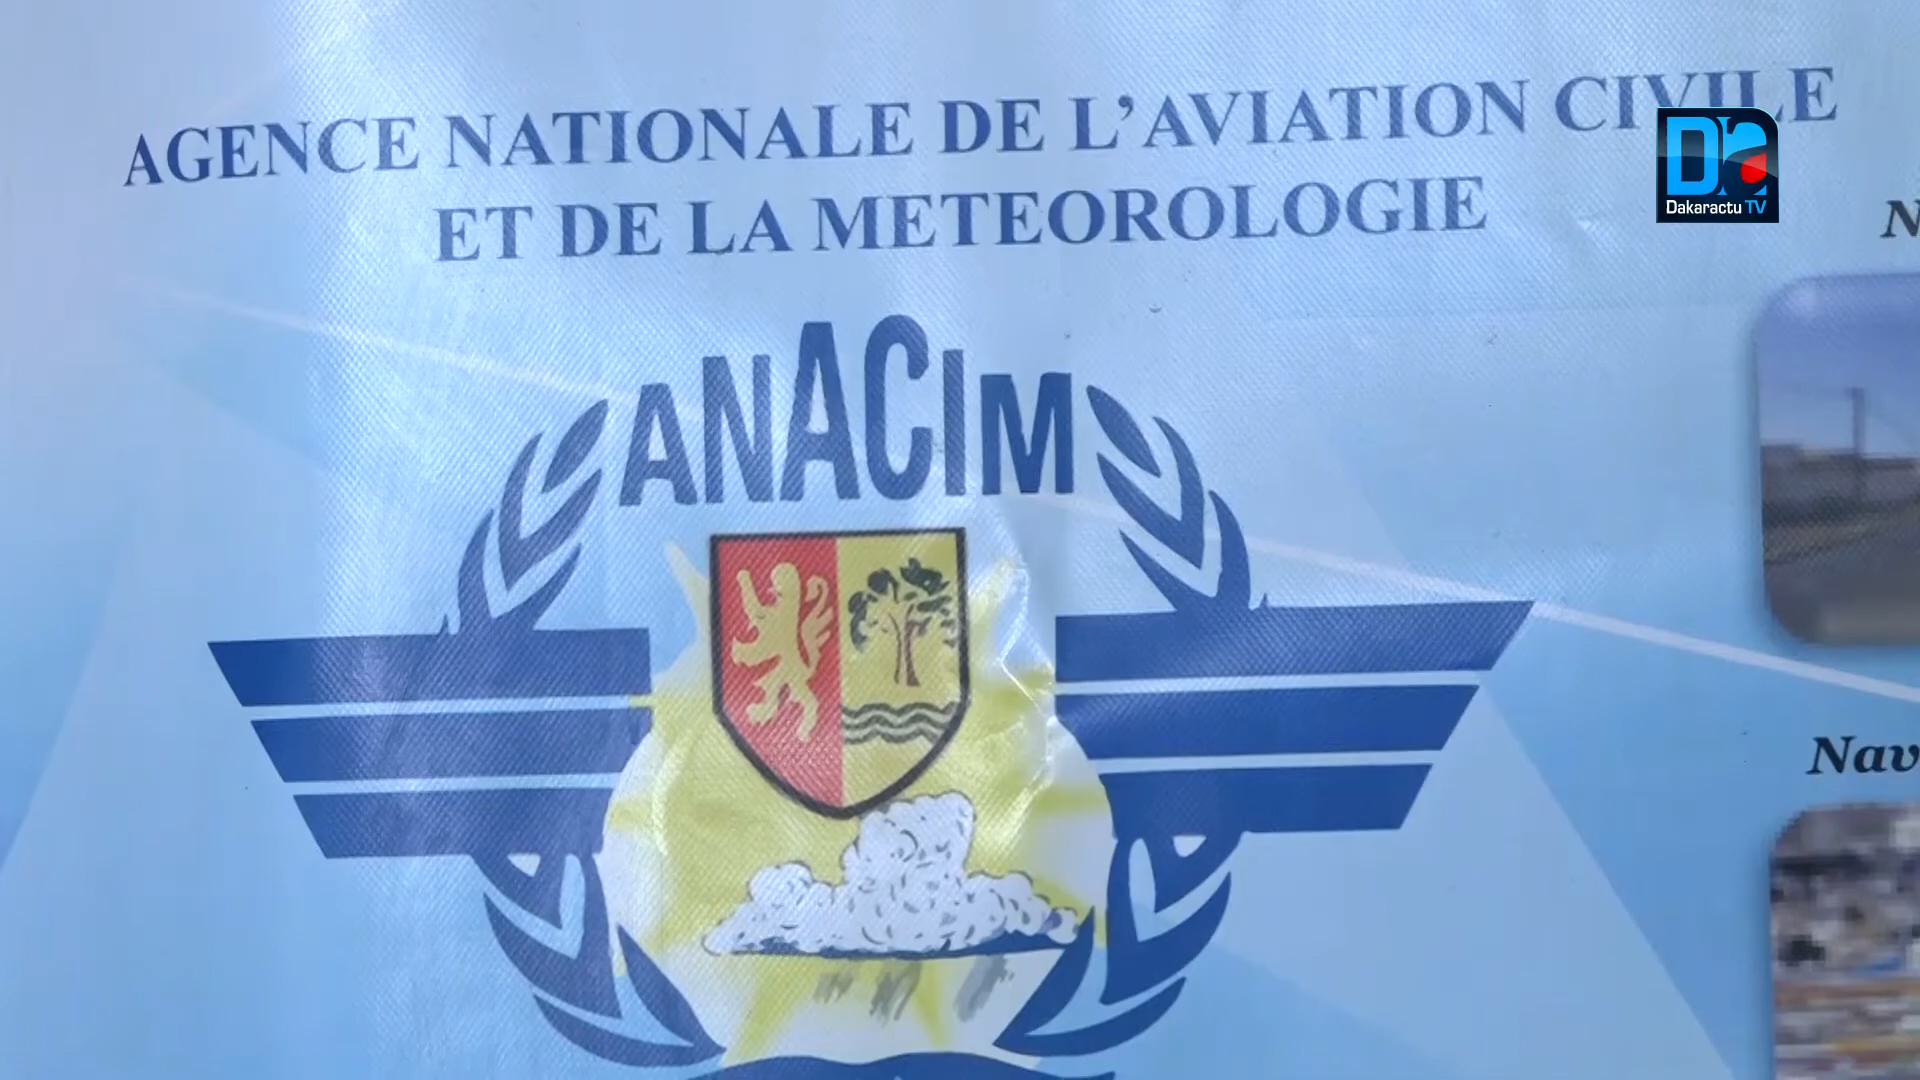 AGENCE NATIONALE DE L'AVIATION CIVILE
ET DE LA METEOROLOGIE
Dakaractu TV
ANACIM